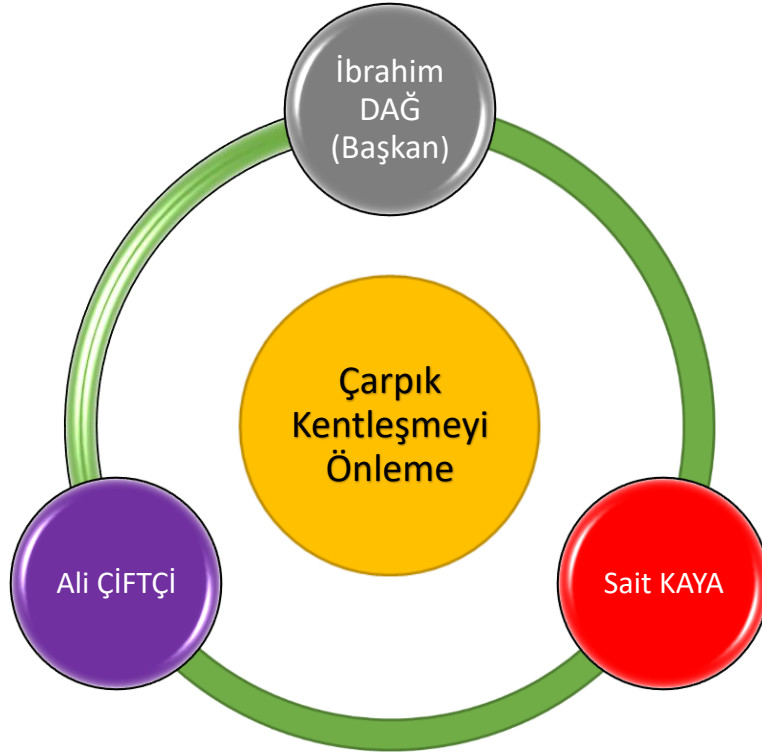 İbrahim
DAĞ
(Başkan)
Çarpık
Kentleşmeyi
Önleme
Ali ÇİFTÇİ
Sait KAYA